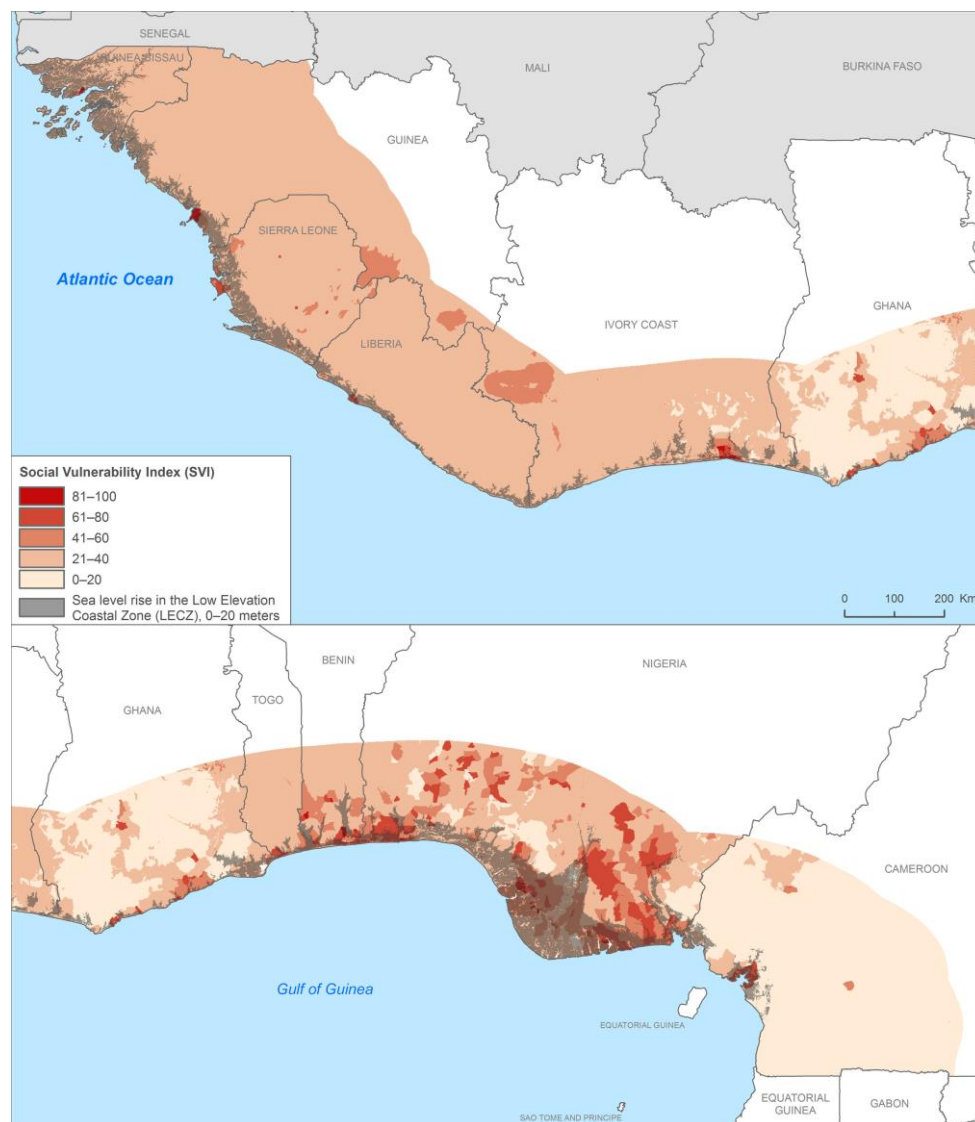 SENEGAL
GUINEA-BISSAU
MALI
BURKINA FASO
GUINEA
SIERRA LEONE
Atlantic Ocean
GHANA
IVORY COAST
LIBERIA
Social Vulnerability Index (SVI)
81–100
61–80
41–60
21–40
0–20
Sea level rise in the Low Elevation
Coastal Zone (LECZ), 0–20 meters
0 100 200 Km
BENIN
NIGERIA
GHANA
TOGO
CAMEROON
Gulf of Guinea
EQUATORIAL GUINEA
EQUATORIAL
GUINEA
GABON
SAO TOME AND PRINCIPE